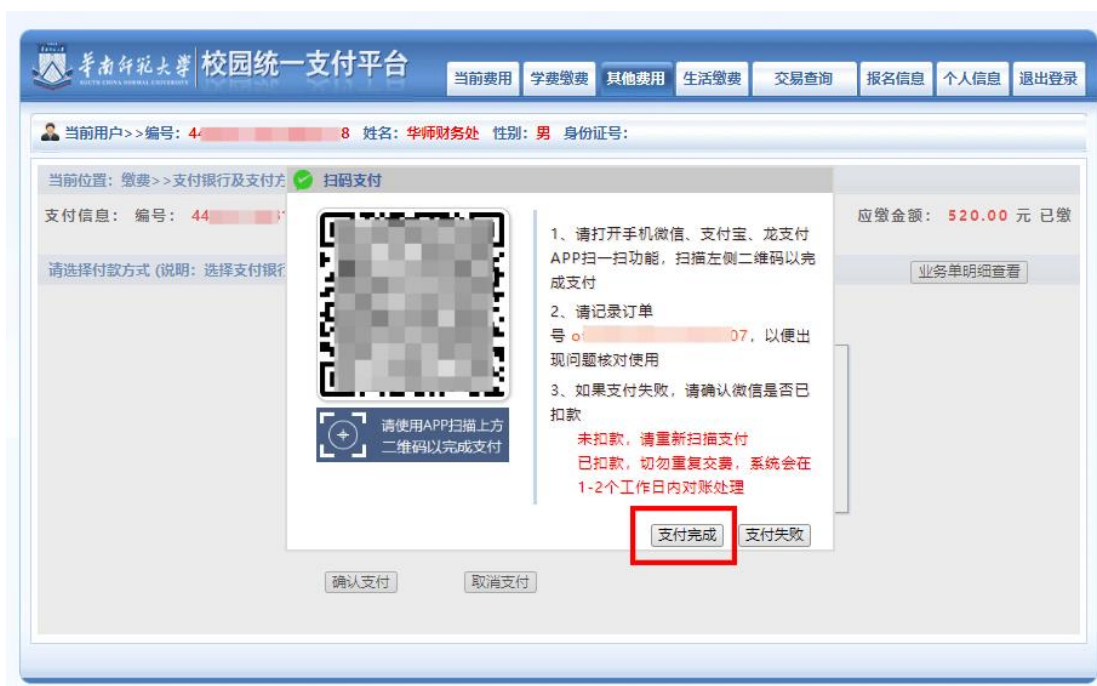 华南师范大学 校园统一支付平台
SOUTH CHINA NORMAL UNIVERSITY
当前费用 学费缴费 其他费用 生活缴费 交易查询 报名信息 个人信息 退出登录
当前用户>>编号：44 8 姓名：华师财务处 性别：男 身份证号：
当前位置：缴费>>支付银行及支付方
支付信息： 编号： 44
应缴金额： 520.00 元 已缴
请选择付款方式 (说明：选择支付银行
业务单明细查看
扫码支付
请使用APP扫描上方
二维码以完成支付
1、请打开手机微信、支付宝、龙支付
APP扫一扫功能，扫描左侧二维码以完
成支付
2、请记录订单
号 o 07，以便出
现问题核对使用
3、如果支付失败，请确认微信是否已
扣款
未扣款，请重新扫描支付
已扣款，切勿重复交费，系统会在
1-2个工作日内对账处理
支付完成 支付失败
确认支付 取消支付